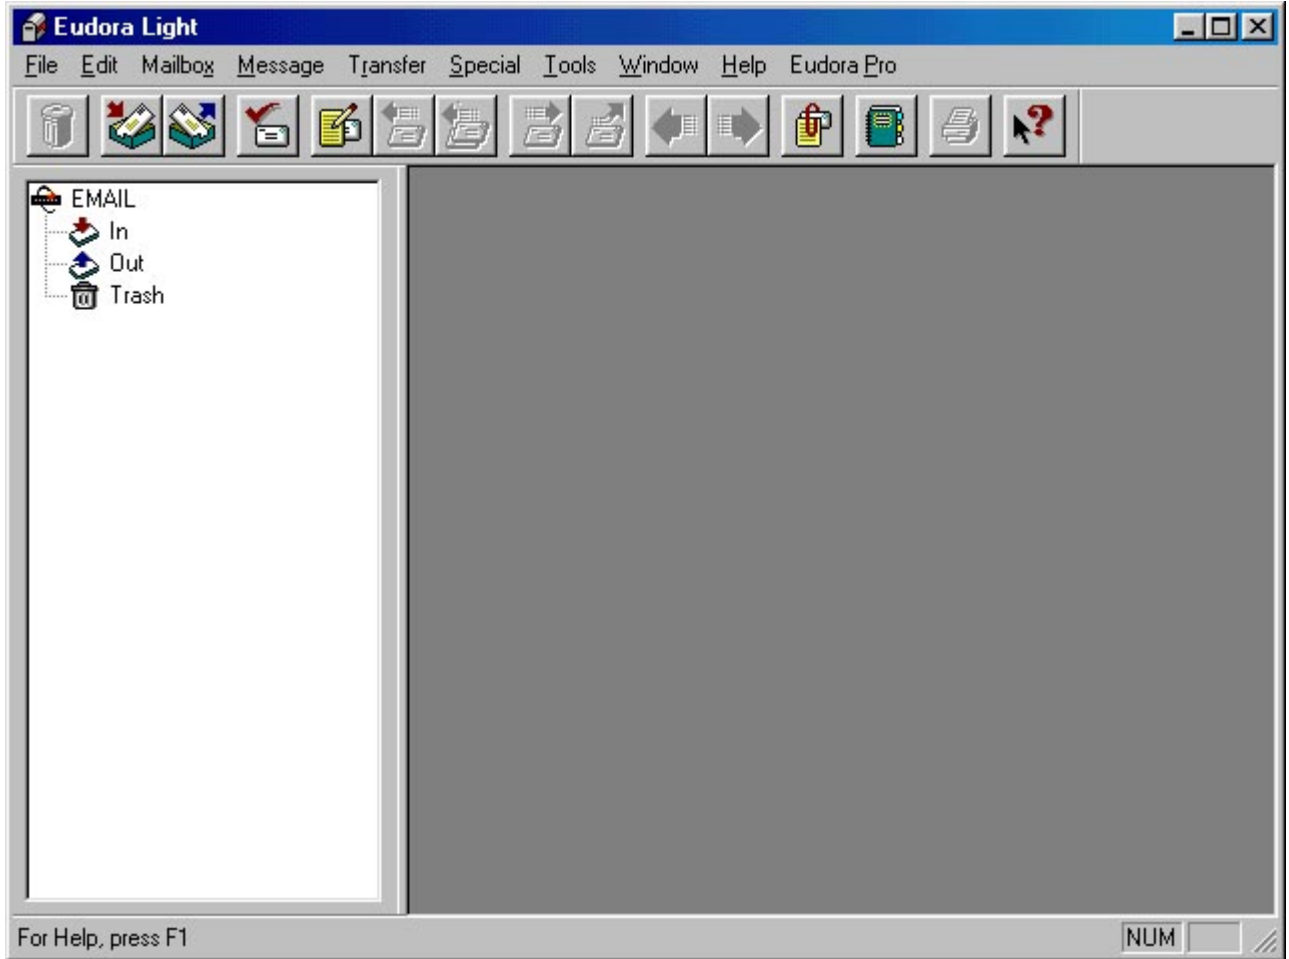 Eudora Light
File Edit Mailbox Message Transfer Special Tools Window Help Eudora Pro
EMAIL
In
Out
Trash
For Help, press F1 NUM